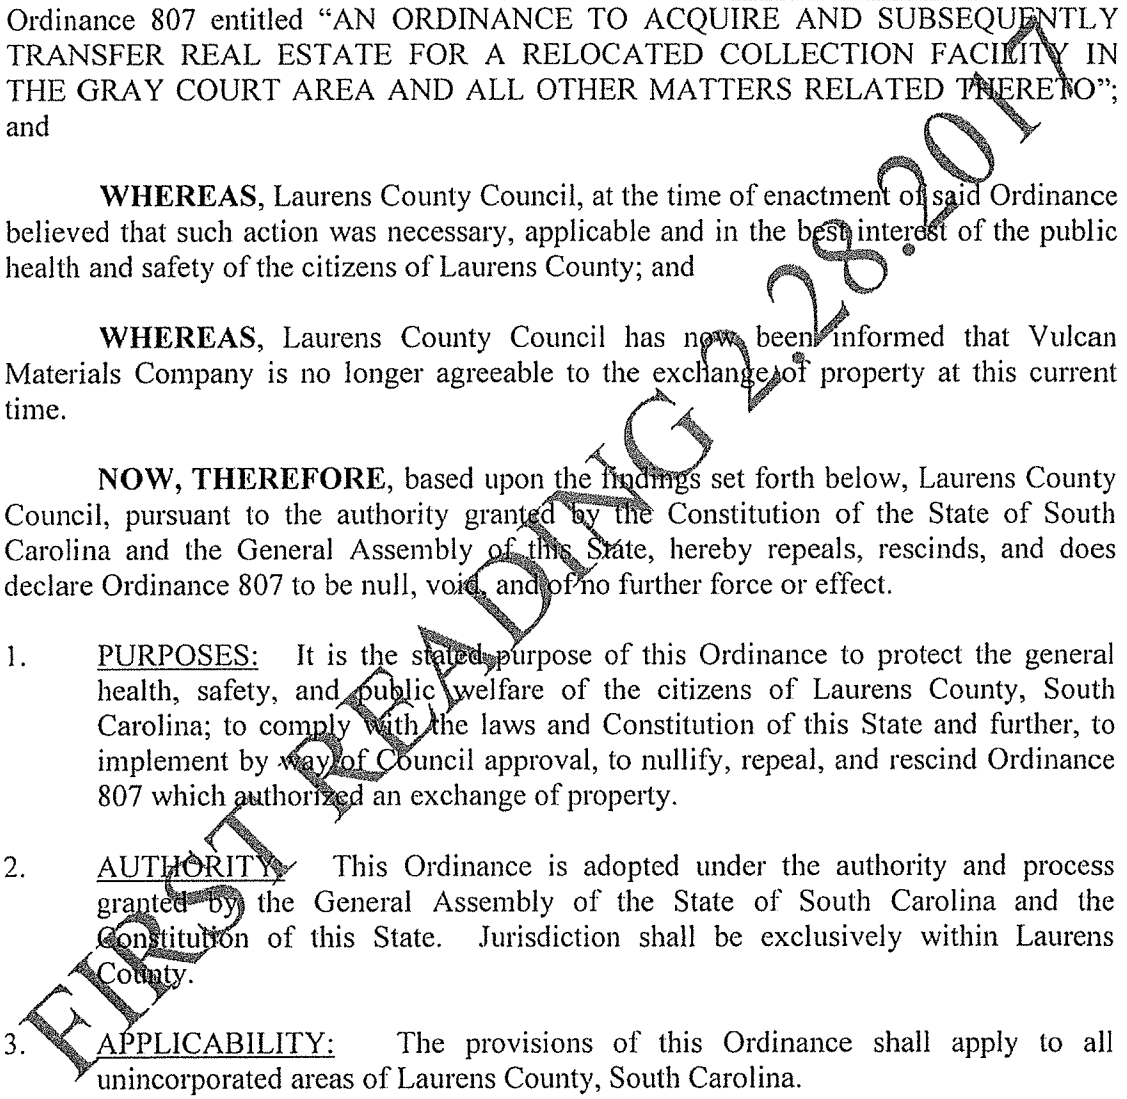 Ordinance 807 entitled “AN ORDINANCE TO ACQUIRE AND SUBSEQUENTLY
TRANSFER REAL ESTATE FOR A RELOCATED COLLECTION FACILITY IN
THE GRAY COURT AREA AND ALL OTHER MATTERS RELATED THERETO”;
and
WHEREAS, Laurens County Council, at the time of enactment of said Ordinance
believed that such action was necessary, applicable and in the best interest of the public
health and safety of the citizens of Laurens County; and
WHEREAS, Laurens County Council has now been informed that Vulcan
Materials Company is no longer agreeable to the exchange of property at this current
time.
NOW, THEREFORE, based upon the findings set forth below, Laurens County
Council, pursuant to the authority granted by the Constitution of the State of South
Carolina and the General Assembly of this State, hereby repeals, rescinds, and does
declare Ordinance 807 to be null, void, and of no further force or effect.
1. PURPOSES: It is the stated purpose of this Ordinance to protect the general
health, safety, and public welfare of the citizens of Laurens County, South
Carolina; to comply with the laws and Constitution of this State and further, to
implement by way of Council approval, to nullify, repeal, and rescind Ordinance
807 which authorized an exchange of property.
2. AUTHORITY: This Ordinance is adopted under the authority and process
granted by the General Assembly of the State of South Carolina and the
Constitution of this State. Jurisdiction shall be exclusively within Laurens
County.
3. APPLICABILITY: The provisions of this Ordinance shall apply to all
unincorporated areas of Laurens County, South Carolina.
FIRST READING 2.28.2017